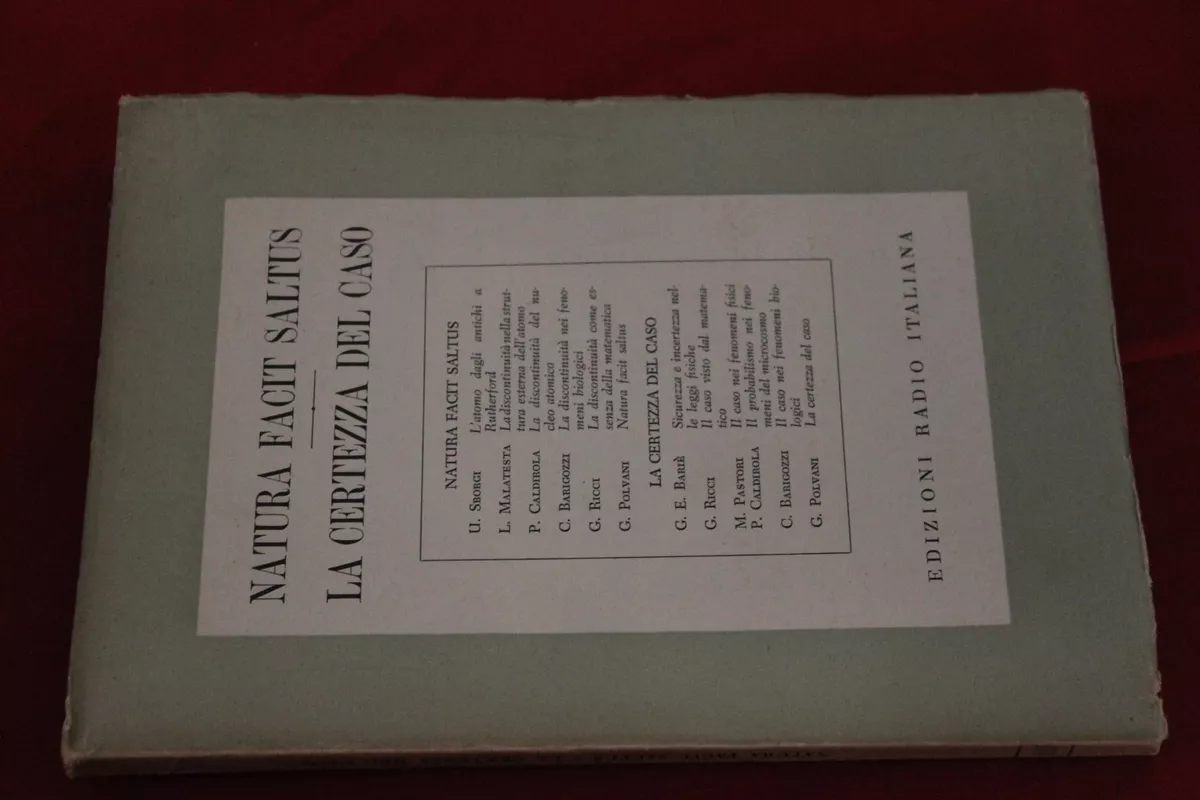 NATURA FACIT SALTUS
LA CERTEZZA DEL CASO
NATURA FACIT SALTUS
U. SBORGI L'atomo dagli antichi a
Rutherford
L. MALATESTA La discontinuità nella strut-
tura esterna dell'atomo
P. CALDIROLA La discontinuità del nu-
cleo atomico
C. BARIGOZZI La discontinuità nei feno-
meni biologici
G. RICCI La discontinuità come es-
senza della matematica
G. POLVANI Natura facit saltus
LA CERTEZZA DEL CASO
G. E. BARIÈ Sicurezza e incertezza nel-
le leggi fisiche
G. RICCI Il caso visto dal matema-
tico
M. PASTORI Il caso nei fenomeni fisici
P. CALDIROLA Il probabilismo nei feno-
meni del microcosmo
C. BARIGOZZI Il caso nei fenomeni bio-
logici
G. POLVANI La certezza del caso
EDIZIONI RADIO ITALIANA